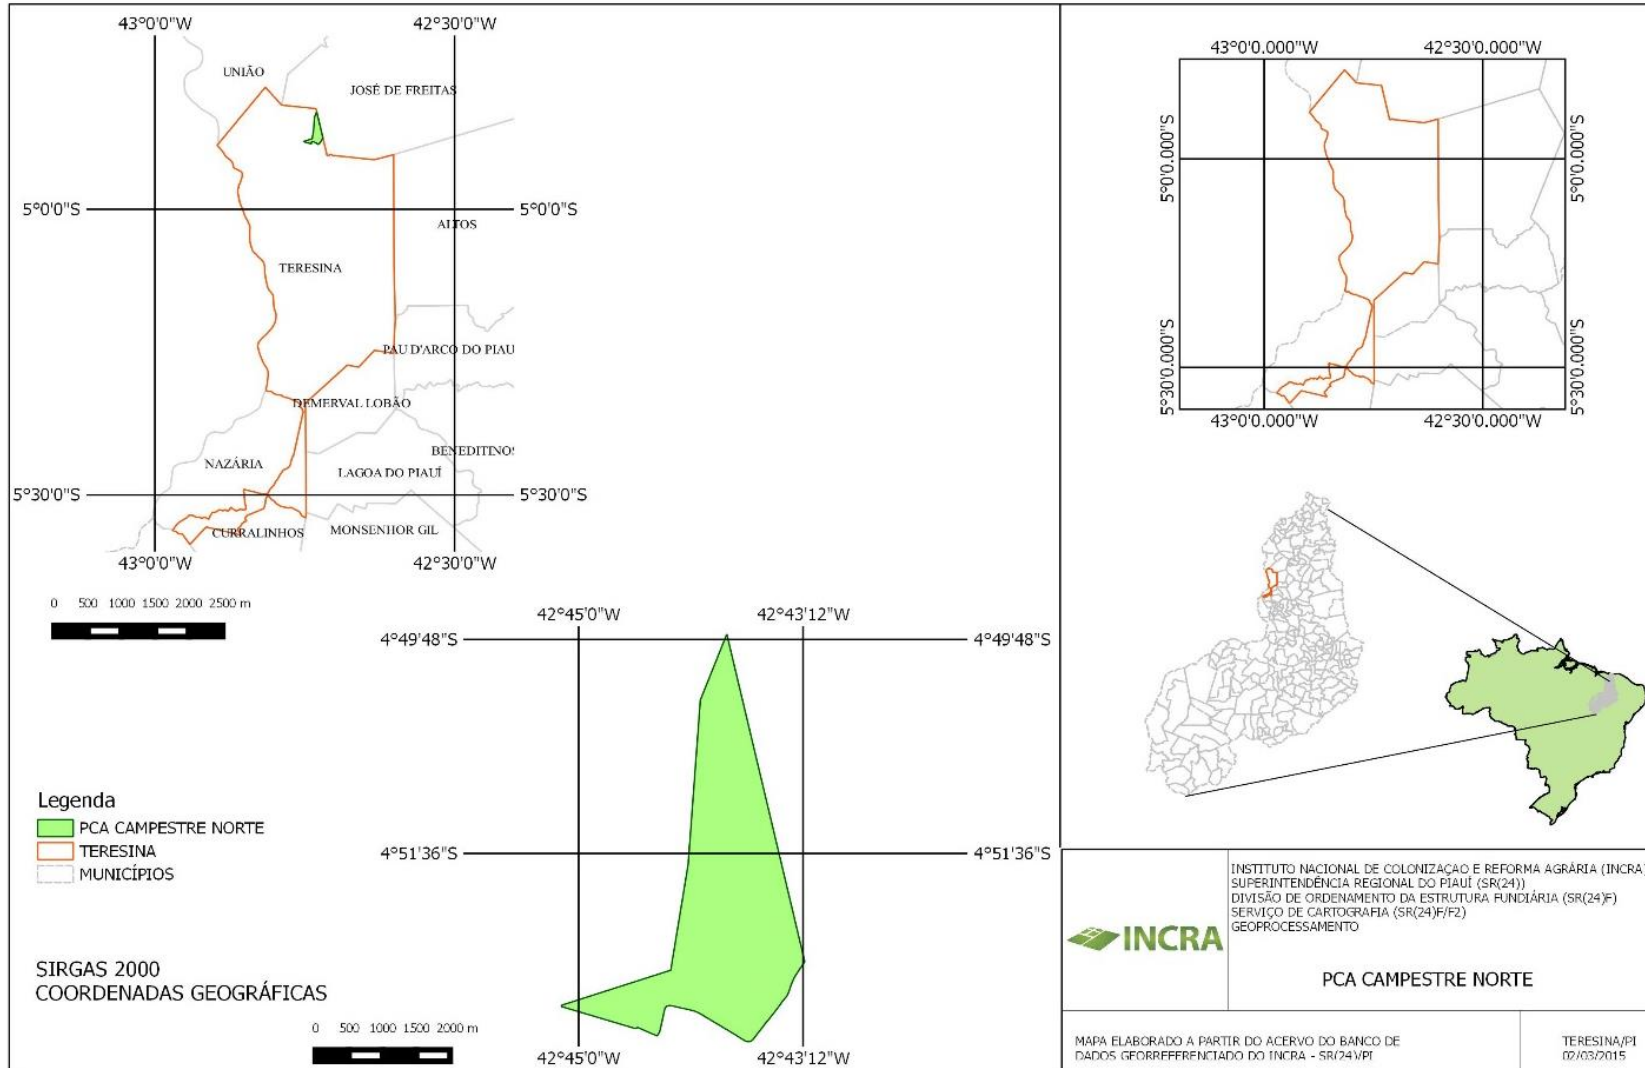 43°0'0"W
42°30'0"W
UNIÃO
JOSÉ DE FREITAS
5°0'0"S
5°0'0"S
ALTOS
TERESINA
PAU D'ARCO DO PIAU
DEMERVAL LOBÃO
BENEDITINOS
NAZÁRIA
LAGOA DO PIAUÍ
5°30'0"S
5°30'0"S
CURRALINHOS
MONSENHOR GIL
43°0'0"W
42°30'0"W
0 500 1000 1500 2000 2500 m
42°45'0"W
42°43'12"W
4°49'48"S
4°49'48"S
4°51'36"S
4°51'36"S
42°45'0"W
42°43'12"W
Legenda
PCA CAMPESTRE NORTE
TERESINA
MUNICÍPIOS
SIRGAS 2000
COORDENADAS GEOGRÁFICAS
0 500 1000 1500 2000 m
43°0'0.000"W
42°30'0.000"W
5°0'0.000"S
5°0'0.000"S
5°30'0.000"S
5°30'0.000"S
43°0'0.000"W
42°30'0.000"W
INCRA
INSTITUTO NACIONAL DE COLONIZAÇAO E REFORMA AGRÁRIA (INCRA)
SUPERINTENDÊNCIA REGIONAL DO PIAUÍ (SR(24))
DIVISÃO DE ORDENAMENTO DA ESTRUTURA FUNDIÁRIA (SR(24)F)
SERVIÇO DE CARTOGRAFIA (SR(24)F/F2)
GEOPROCESSAMENTO
PCA CAMPESTRE NORTE
MAPA ELABORADO A PARTIR DO ACERVO DO BANCO DE
DADOS GEORREFERENCIADO DO INCRA - SR(24)/PI
TERESINA/PI
02/03/2015